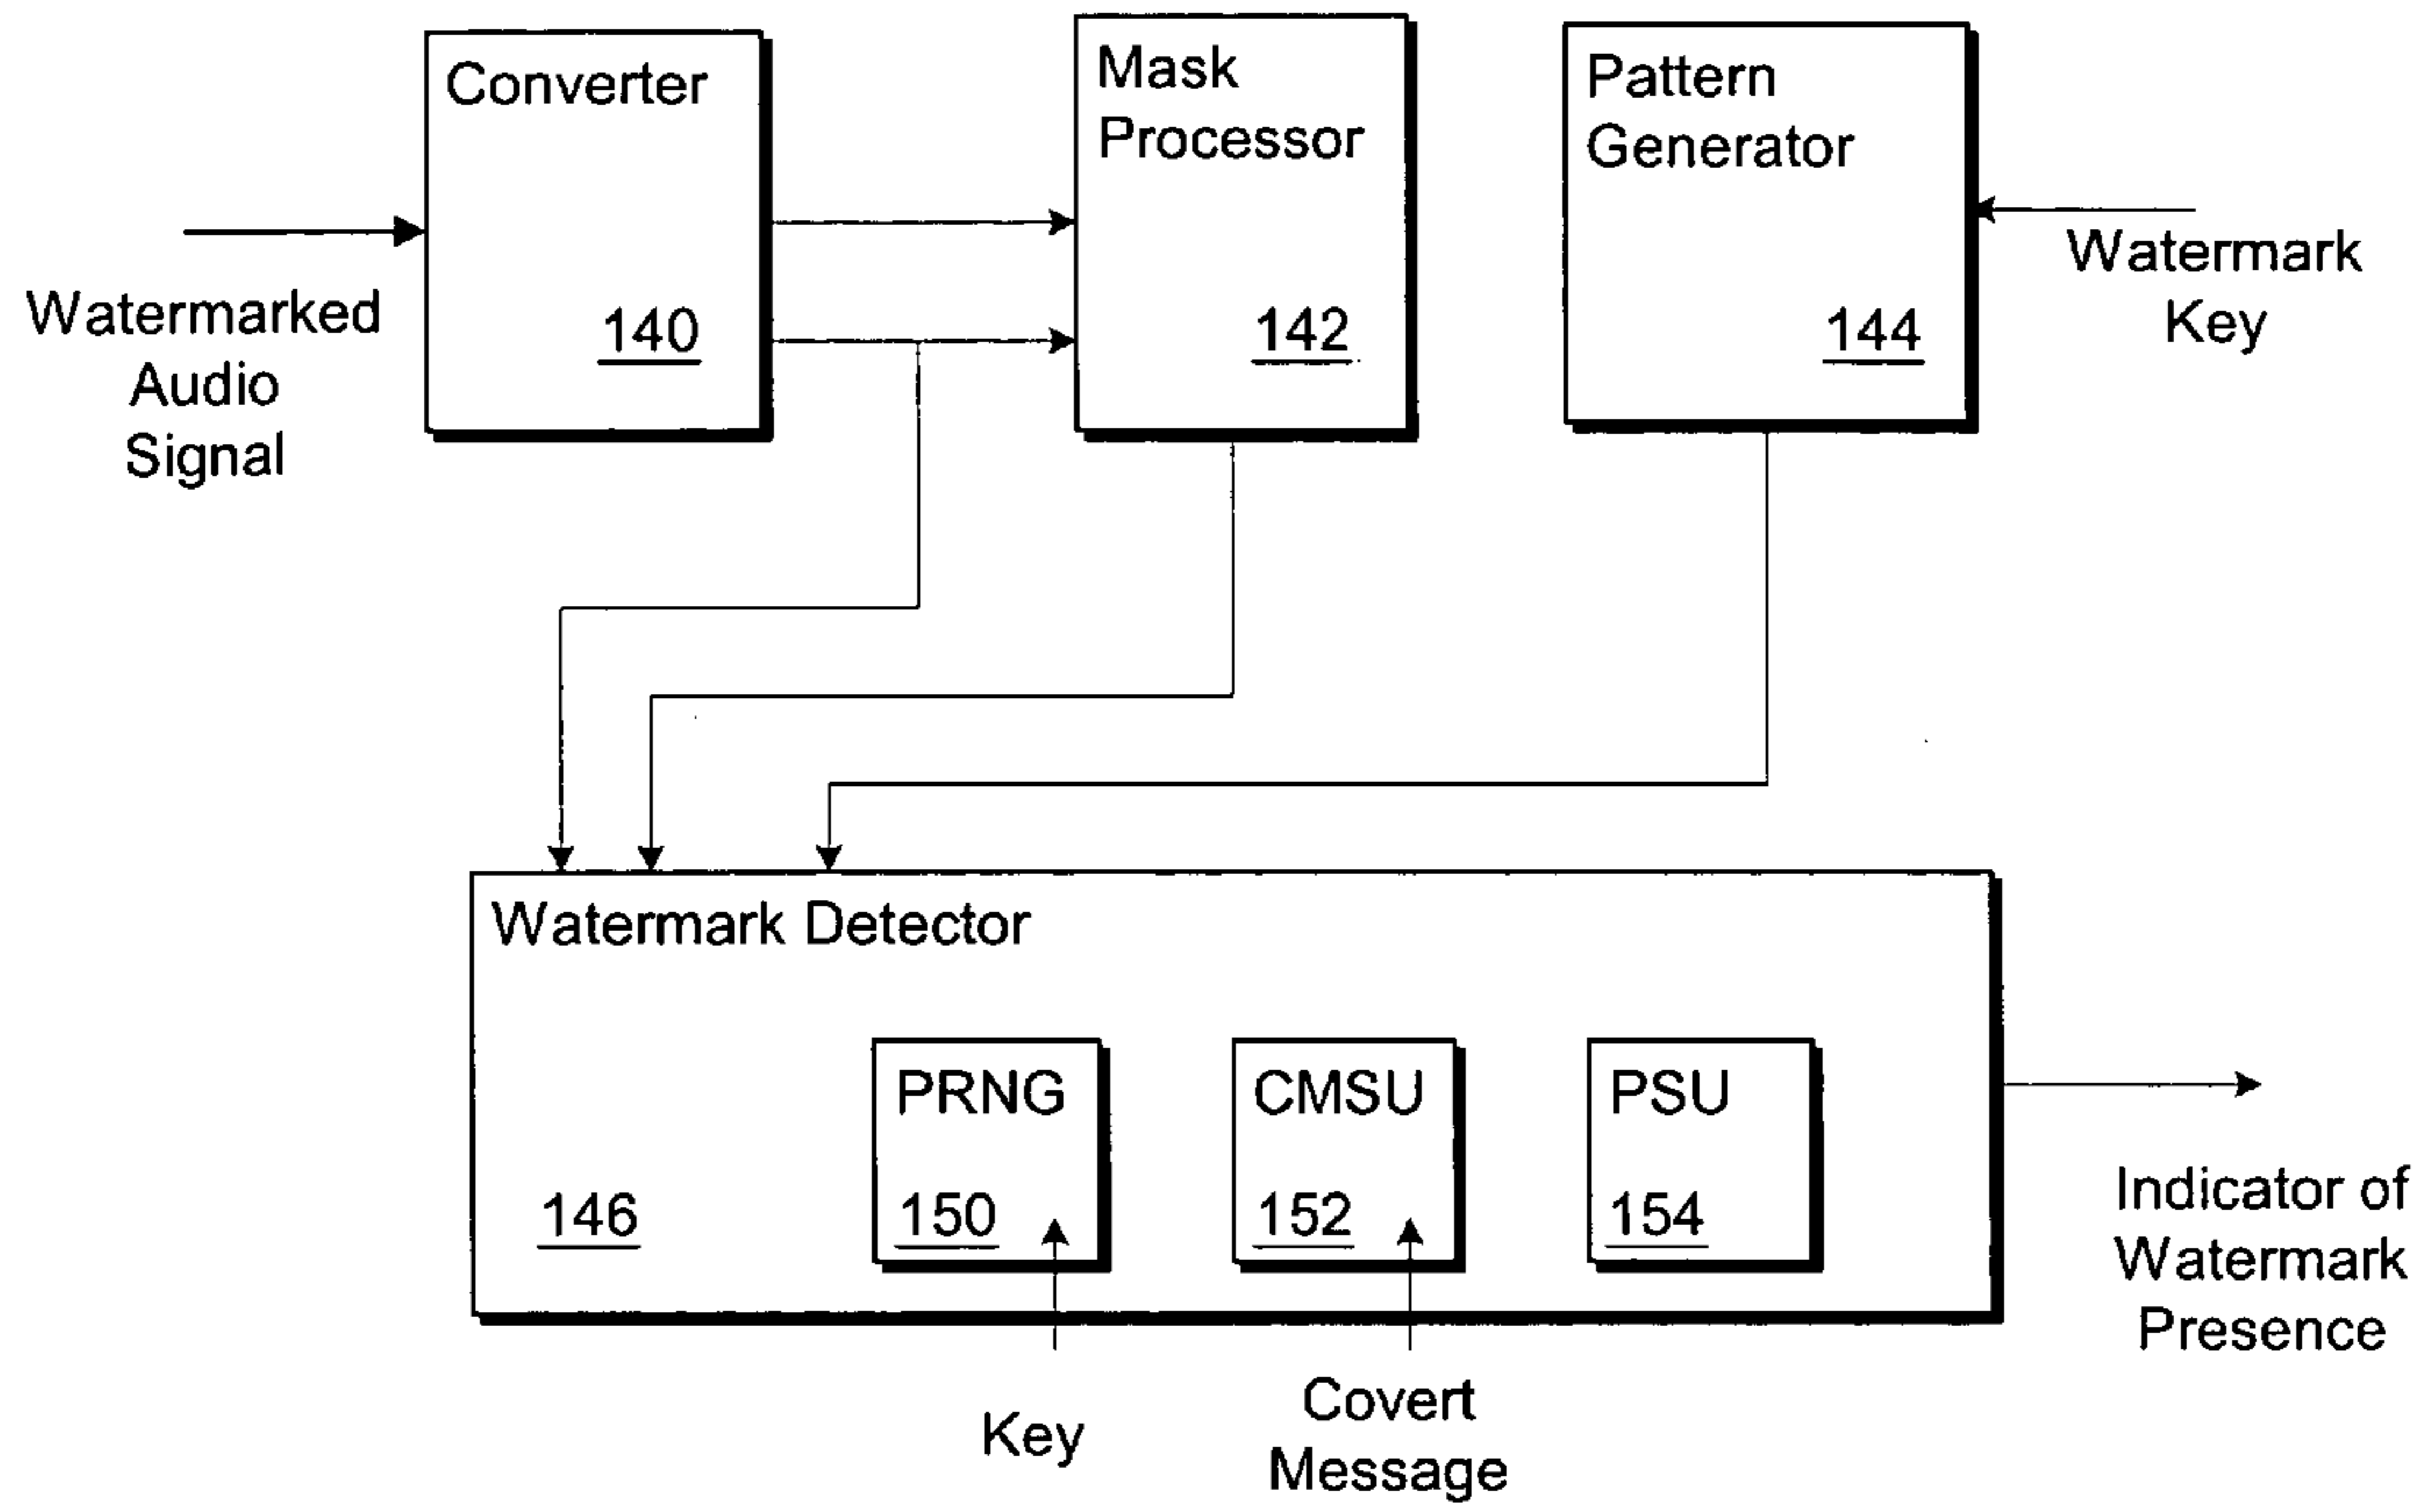 Converter
140
Mask
Processor
142
Pattern
Generator
144
Watermarked
Audio
Signal
Watermark
Key
Watermark Detector
146
PRNG
150
CMSU
152
PSU
154
Key
Covert
Message
Indicator of
Watermark
Presence